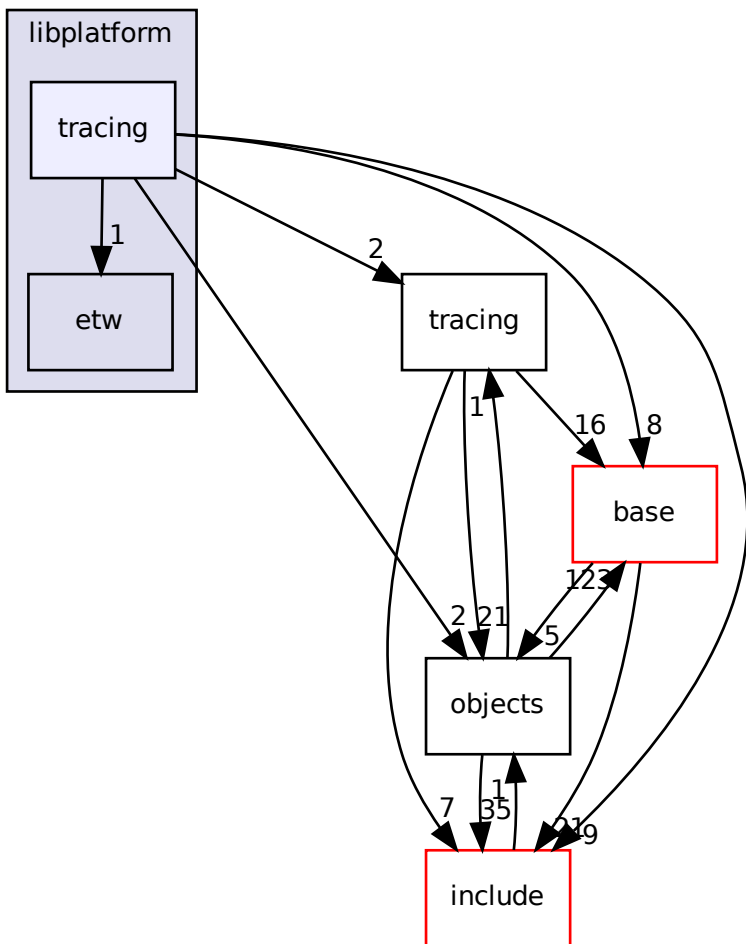 libplatform
tracing
1
2
etw
tracing
1
16
8
base
123
2
21
5
objects
1
7
35
21
9
include